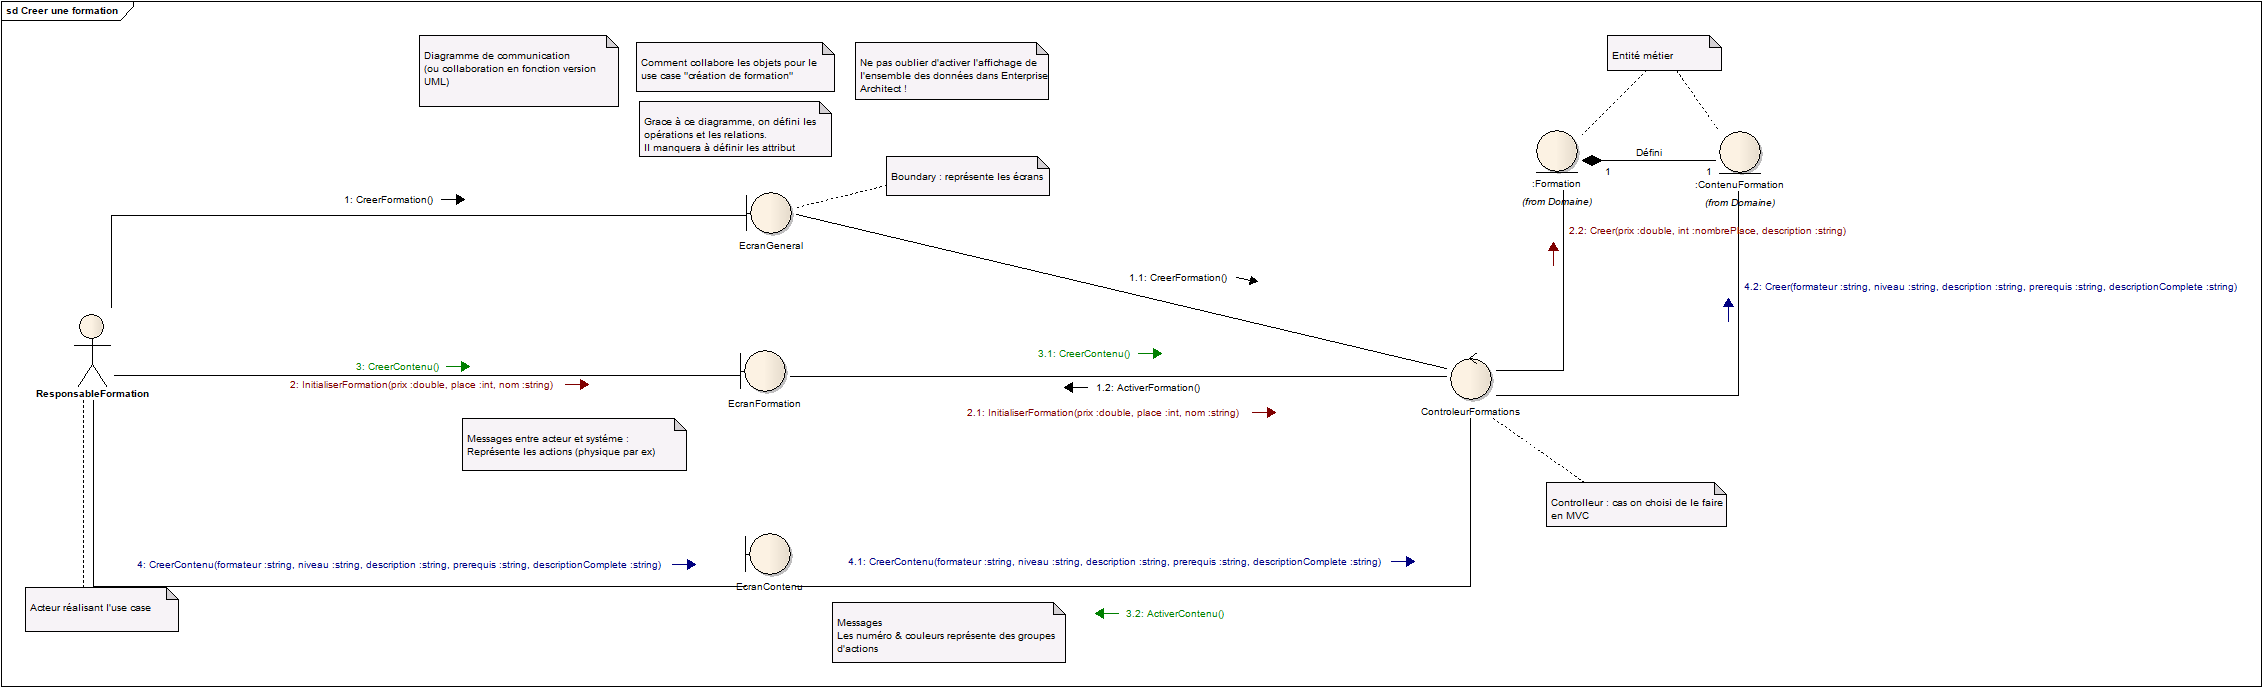 sd Creer une formation
Diagramme de communication
(ou collaboration en fonction version
UML)
Comment collabore les objets pour le
use case "création de formation"
Ne pas oublier d'activer l'affichage de
l'ensemble des données dans Enterprise
Architect !
Entité métier
Grace à ce diagramme, on défini les
opérations et les relations.
Il manquera à définir les attribut
Boundary : représente les écrans
Défini
1
1
:Formation
(from Domaine)
:ContenuFormation
(from Domaine)
1: CreerFormation()
EcranGeneral
2.2: Creer(prix :double, int :nombrePlace, description :string)
1.1: CreerFormation()
4.2: Creer(formateur :string, niveau :string, description :string, prerequis :string, descriptionComplete :string)
3: CreerContenu()
2: InitialiserFormation(prix :double, place :int, nom :string)
ResponsableFormation
EcranFormation
3.1: CreerContenu()
1.2: ActiverFormation()
2.1: InitialiserFormation(prix :double, place :int, nom :string)
ControleurFormations
Messages entre acteur et systéme :
Représente les actions (physique par ex)
Controlleur : cas on choisi de le faire
en MVC
4: CreerContenu(formateur :string, niveau :string, description :string, prerequis :string, descriptionComplete :string)
EcranContenu
4.1: CreerContenu(formateur :string, niveau :string, description :string, prerequis :string, descriptionComplete :string)
Acteur réalisant l'use case
Messages
Les numéro & couleurs représente des groupes
d'actions
3.2: ActiverContenu()